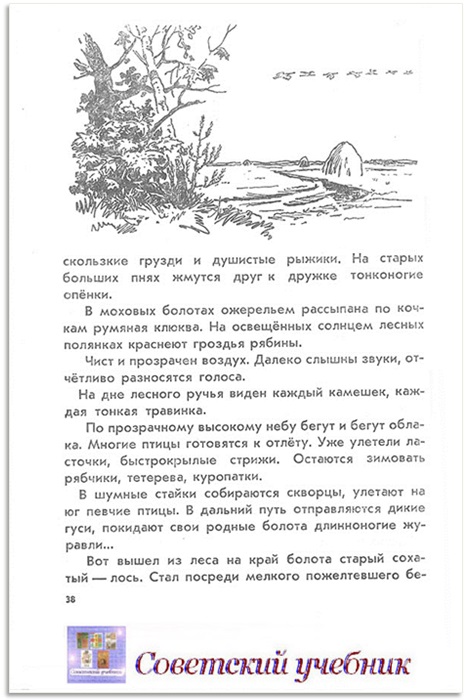 скользкие грузди и душистые рыжики. На старых
больших пнях жмутся друг к дружке тонконогие
опёнки.
В моховых болотах ожерельем рассыпана по коч-
кам румяная клюква. На освещённых солнцем лесных
полянках краснеют гроздья рябины.
Чист и прозрачен воздух. Далеко слышны звуки, от-
чётливо разносятся голоса.
На дне лесного ручья виден каждый камешек, каж-
дая тонкая травинка.
По прозрачному высокому небу бегут и бегут обла-
ка. Многие птицы готовятся к отлёту. Уже улетели ла-
сточки, быстрокрылые стрижи. Остаются зимовать
рябчики, тетерева, куропатки.
В шумные стайки собираются скворцы, улетают на
юг певчие птицы. В дальний путь отправляются дикие
гуси, покидают свои родные болота длинноногие жу-
равли...
Вот вышел из леса на край болота старый соха-
тый — лось. Стал посреди мелкого пожелтевшего бе-
38
Советский учебник